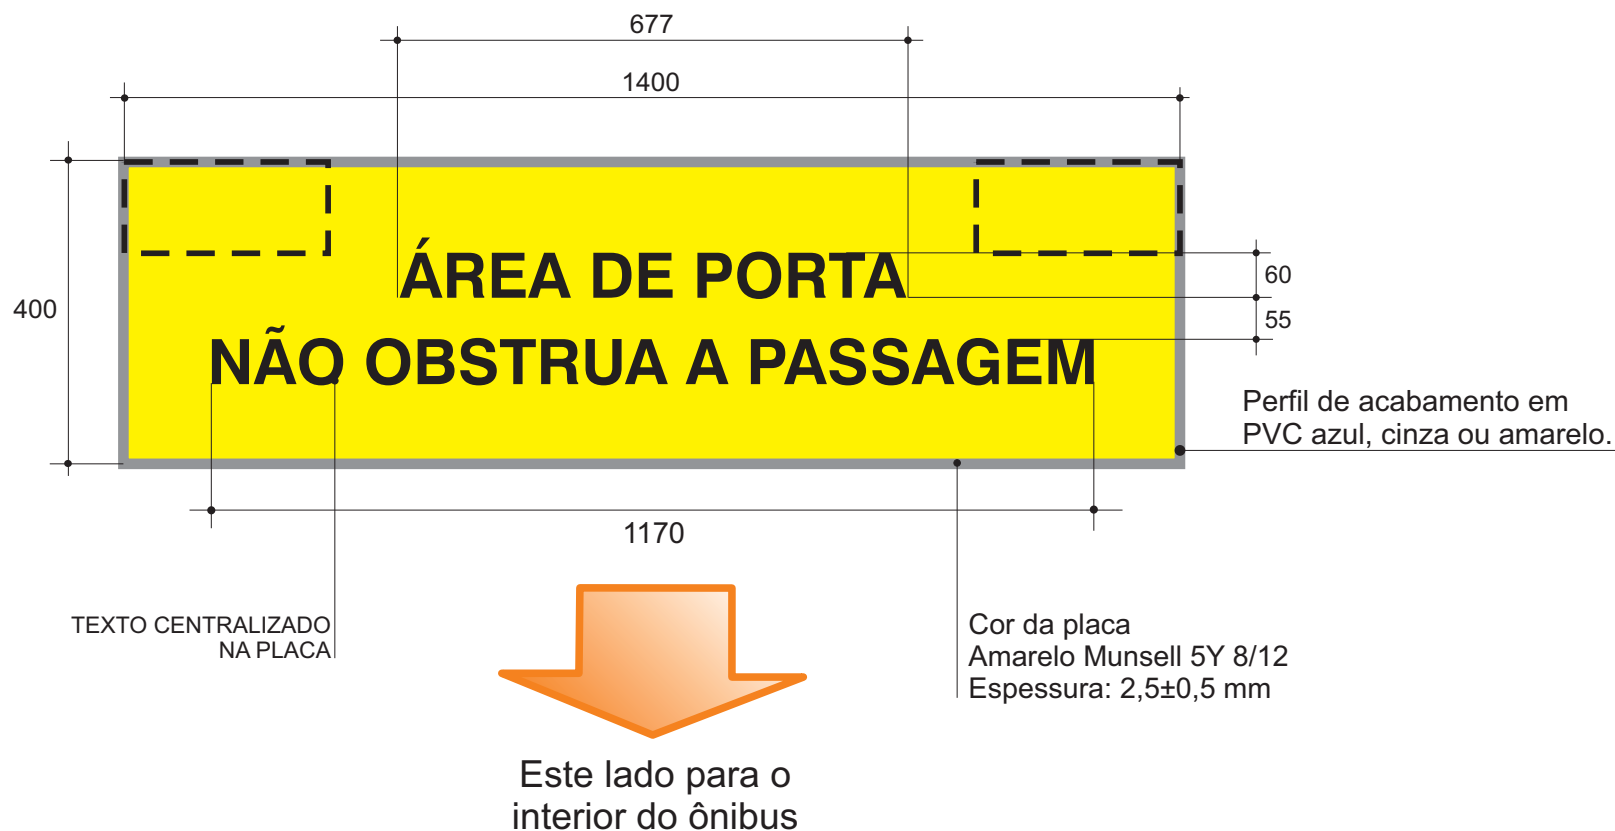 677
1400
ÁREA DE PORTA
60
400
55
NÃO OBSTRUA A PASSAGEM
Perfil de acabamento em
PVC azul, cinza ou amarelo.
1170
TEXTO CENTRALIZADO
NA PLACA
Cor da placa
Amarelo Munsell 5Y 8/12
Espessura: 2,5±0,5 mm
Este lado para o
interior do ônibus